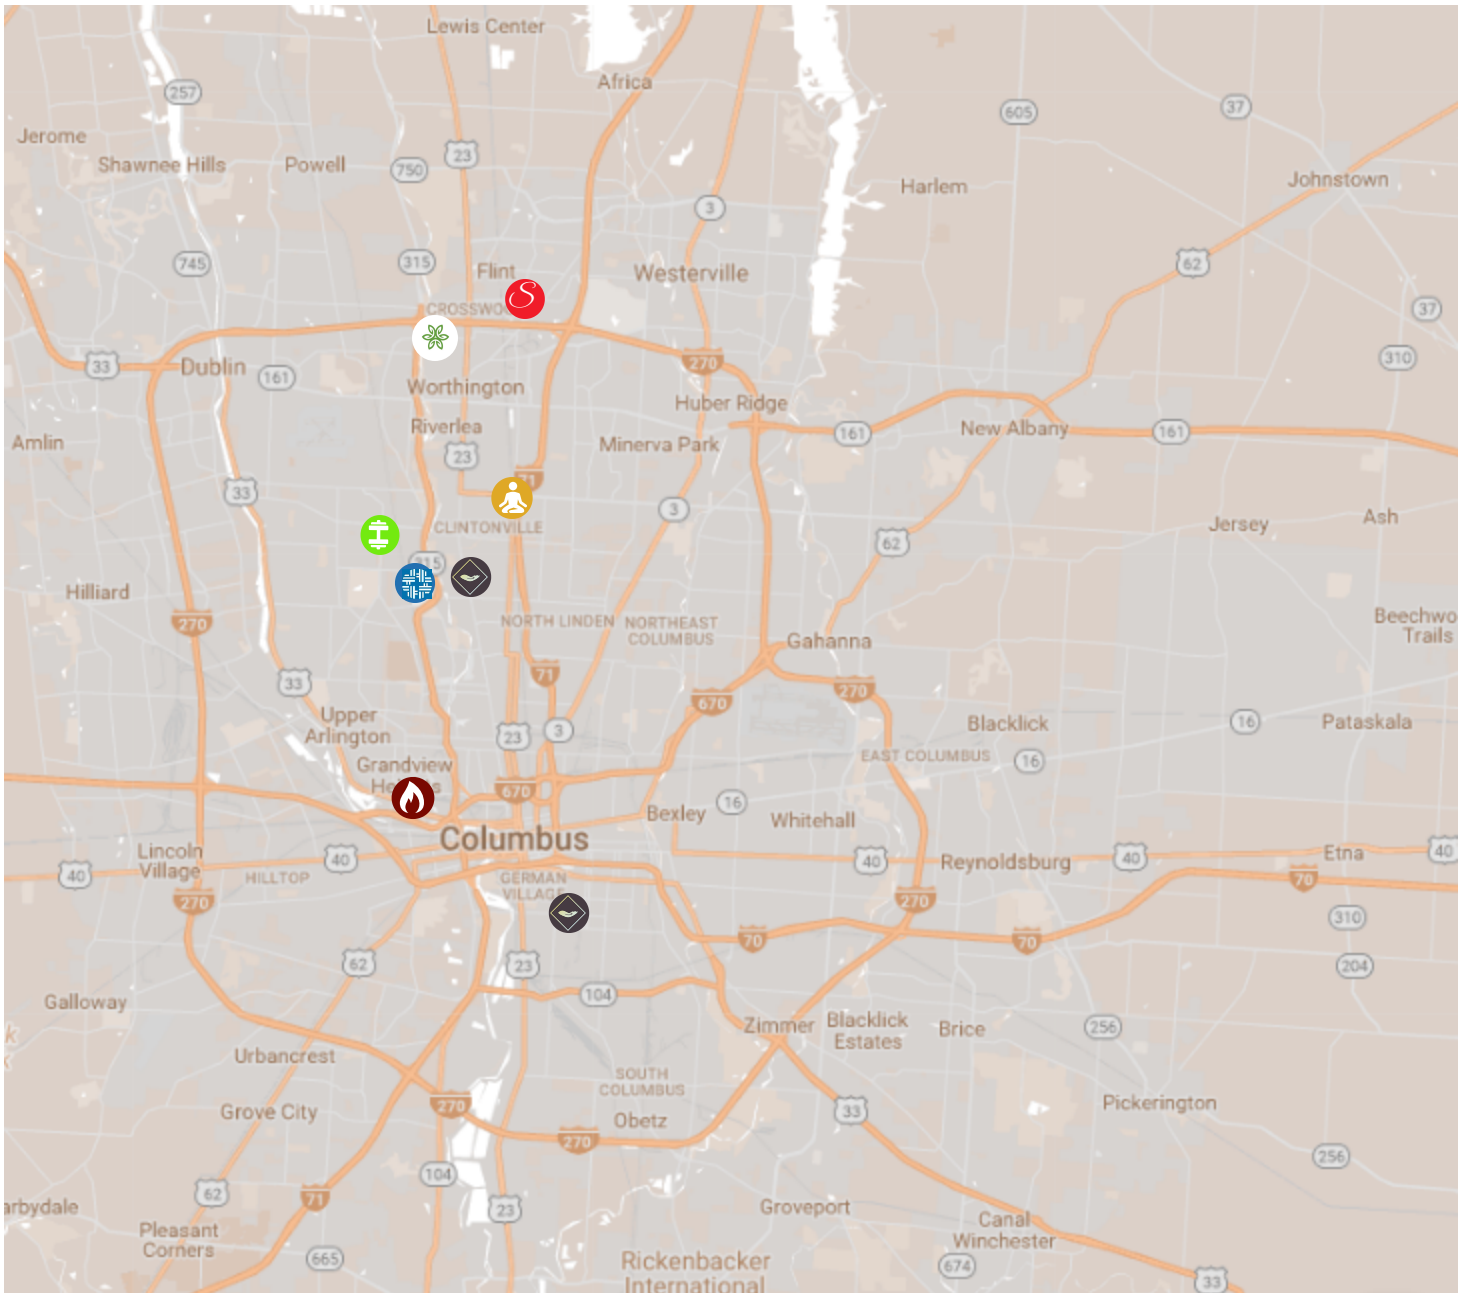 Lewis Center
Africa
257
37
605
Jerome
Shawnee Hills
Powell
23
750
Johnstown
Harlem
3
745
315
Flint
Westerville
62
S
37
33
Dublin
161
270
310
Worthington
Huber Ridge
Riverlea
161
New Albany
161
Amlin
23
Minerva Park
71
33
3
Jersey
Ash
CLINTONVILLE
62
315
Hilliard
270
NORTH LINDEN
NORTHEAST
COLUMBUS
Gahanna
Trails
33
71
270
670
Upper
Arlington
23
3
Blacklick
16
Pataskala
EAST COLUMBUS
16
Grandview
670
Bexley
16
Whitehall
Columbus
Lincoln
Village
40
40
HILLTOP
40
Reynoldsburg
40
Etna
40
GERMAN
VILLAGE
70
270
270
310
70
70
62
23
204
104
Galloway
Zimmer
Blacklick
Estates
Brice
256
Urbancrest
SOUTH
COLUMBUS
270
Grove City
Obetz
33
Pickerington
270
256
104
62
71
23
arbydale
Groveport
Pleasant
Corners
Canal
Winchester
665
Rickenbacker
International
674
33